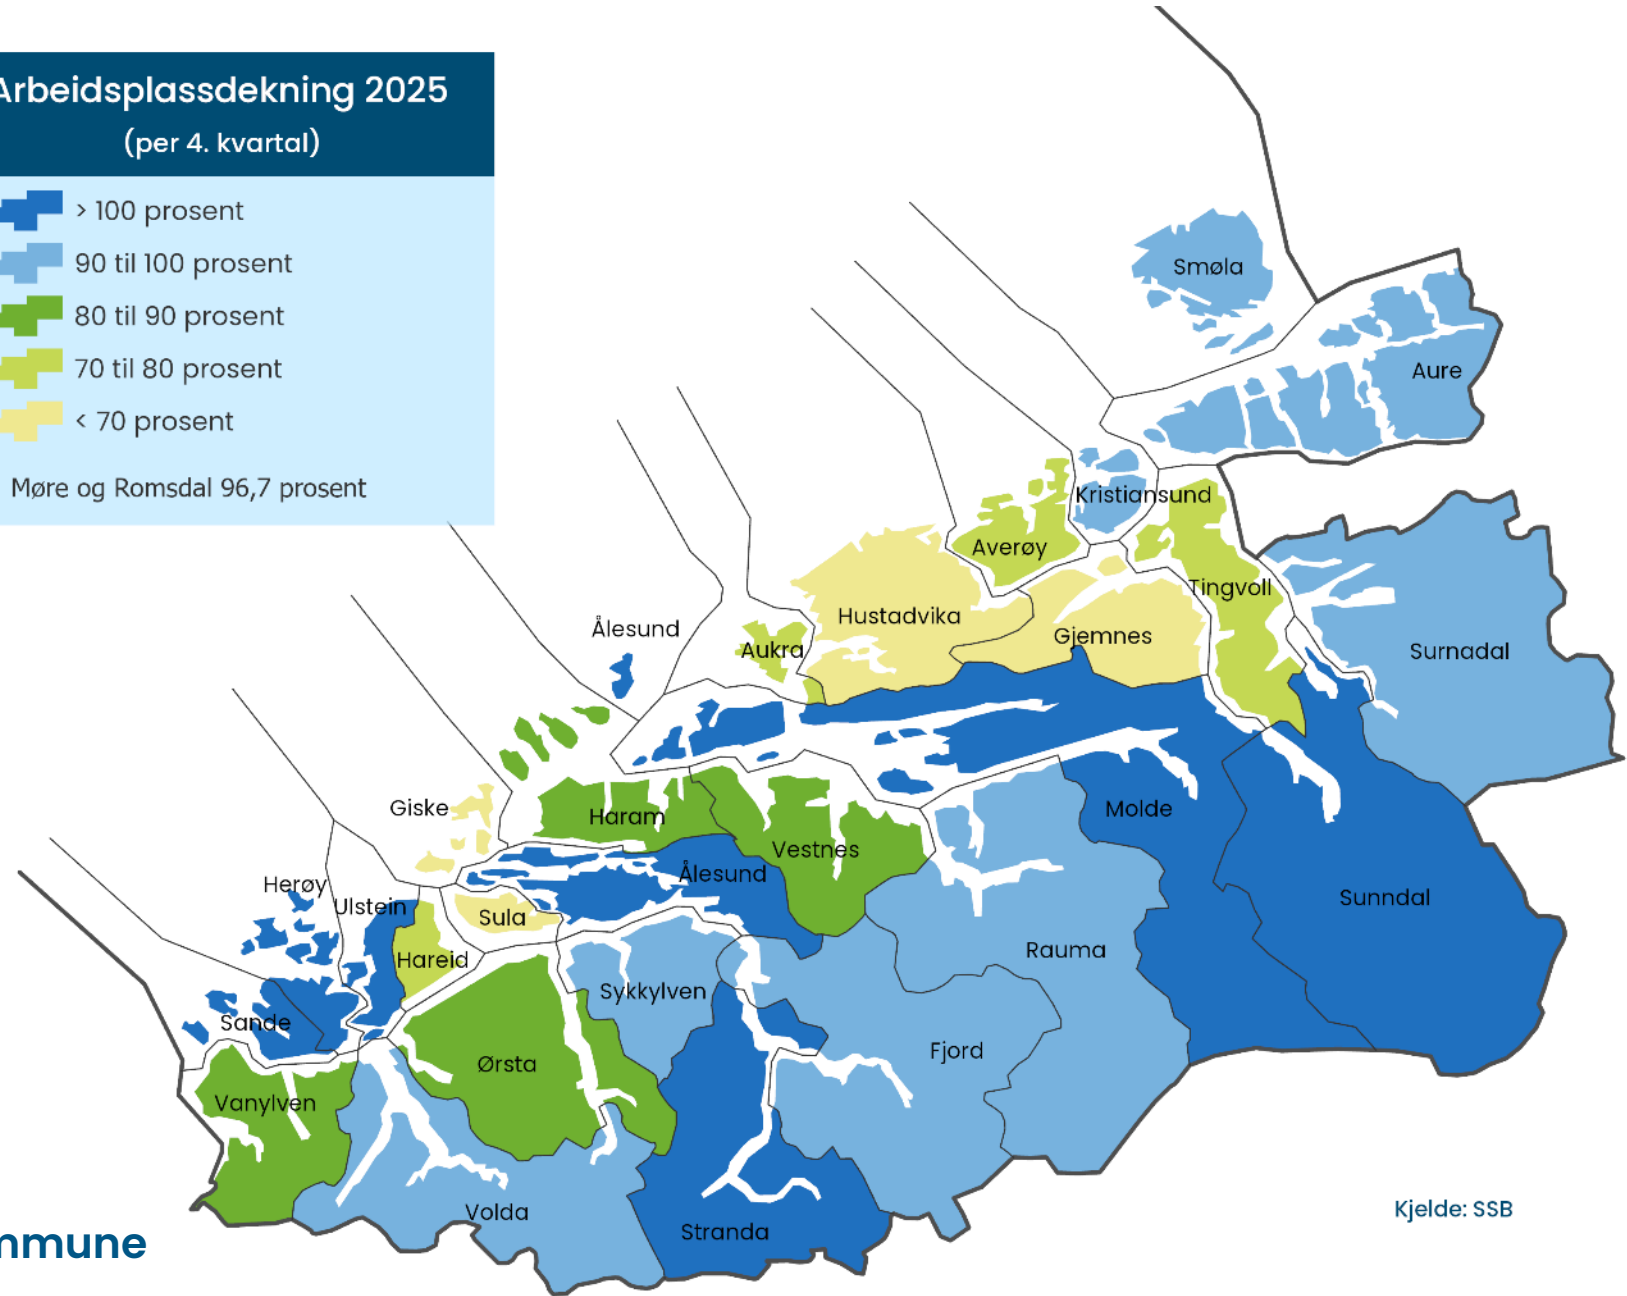 Arbeidsplassdekning 2025
(per 4. kvartal)
> 100 prosent
90 til 100 prosent
80 til 90 prosent
70 til 80 prosent
< 70 prosent
Møre og Romsdal 96,7 prosent
Smøla
Aure
Kristiansund
Averøy
Tingvoll
Hustadvika
Ålesund
Gjemnes
Aukra
Surnadal
Giske
Molde
Haram
Vestnes
Ålesund
Herøy
Sunndal
Ulstein
Sula
Rauma
Hareid
Sykkylven
Sande
Fjord
Ørsta
Vanylven
Volda
Stranda
Kjelde: SSB
mmune